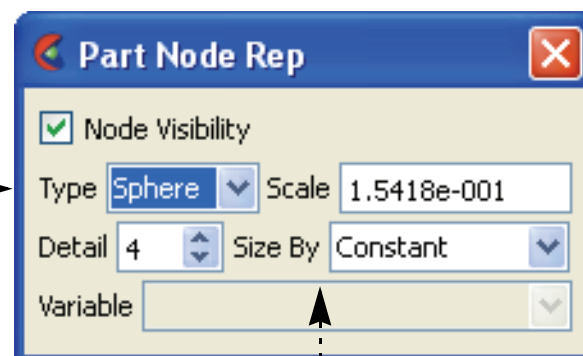 Part Node Rep
Node Visibility
Type Sphere Scale 1.5418e-001
Detail 4 Size By Constant
Variable